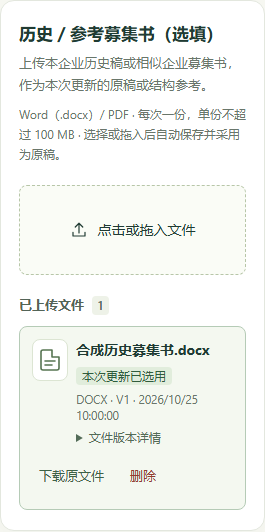 历史 / 参考募集书（选填）
上传本企业历史稿或相似企业募集书，
作为本次更新的原稿或结构参考。
Word（.docx）/ PDF · 每次一份，单份不超
过 100 MB · 选择或拖入后自动保存并采用
为原稿。
点击或拖入文件
已上传文件 1
合成历史募集书.docx
本次更新已选用
DOCX · V1 · 2026/10/25
10:00:00
▶ 文件版本详情
下载原文件 删除